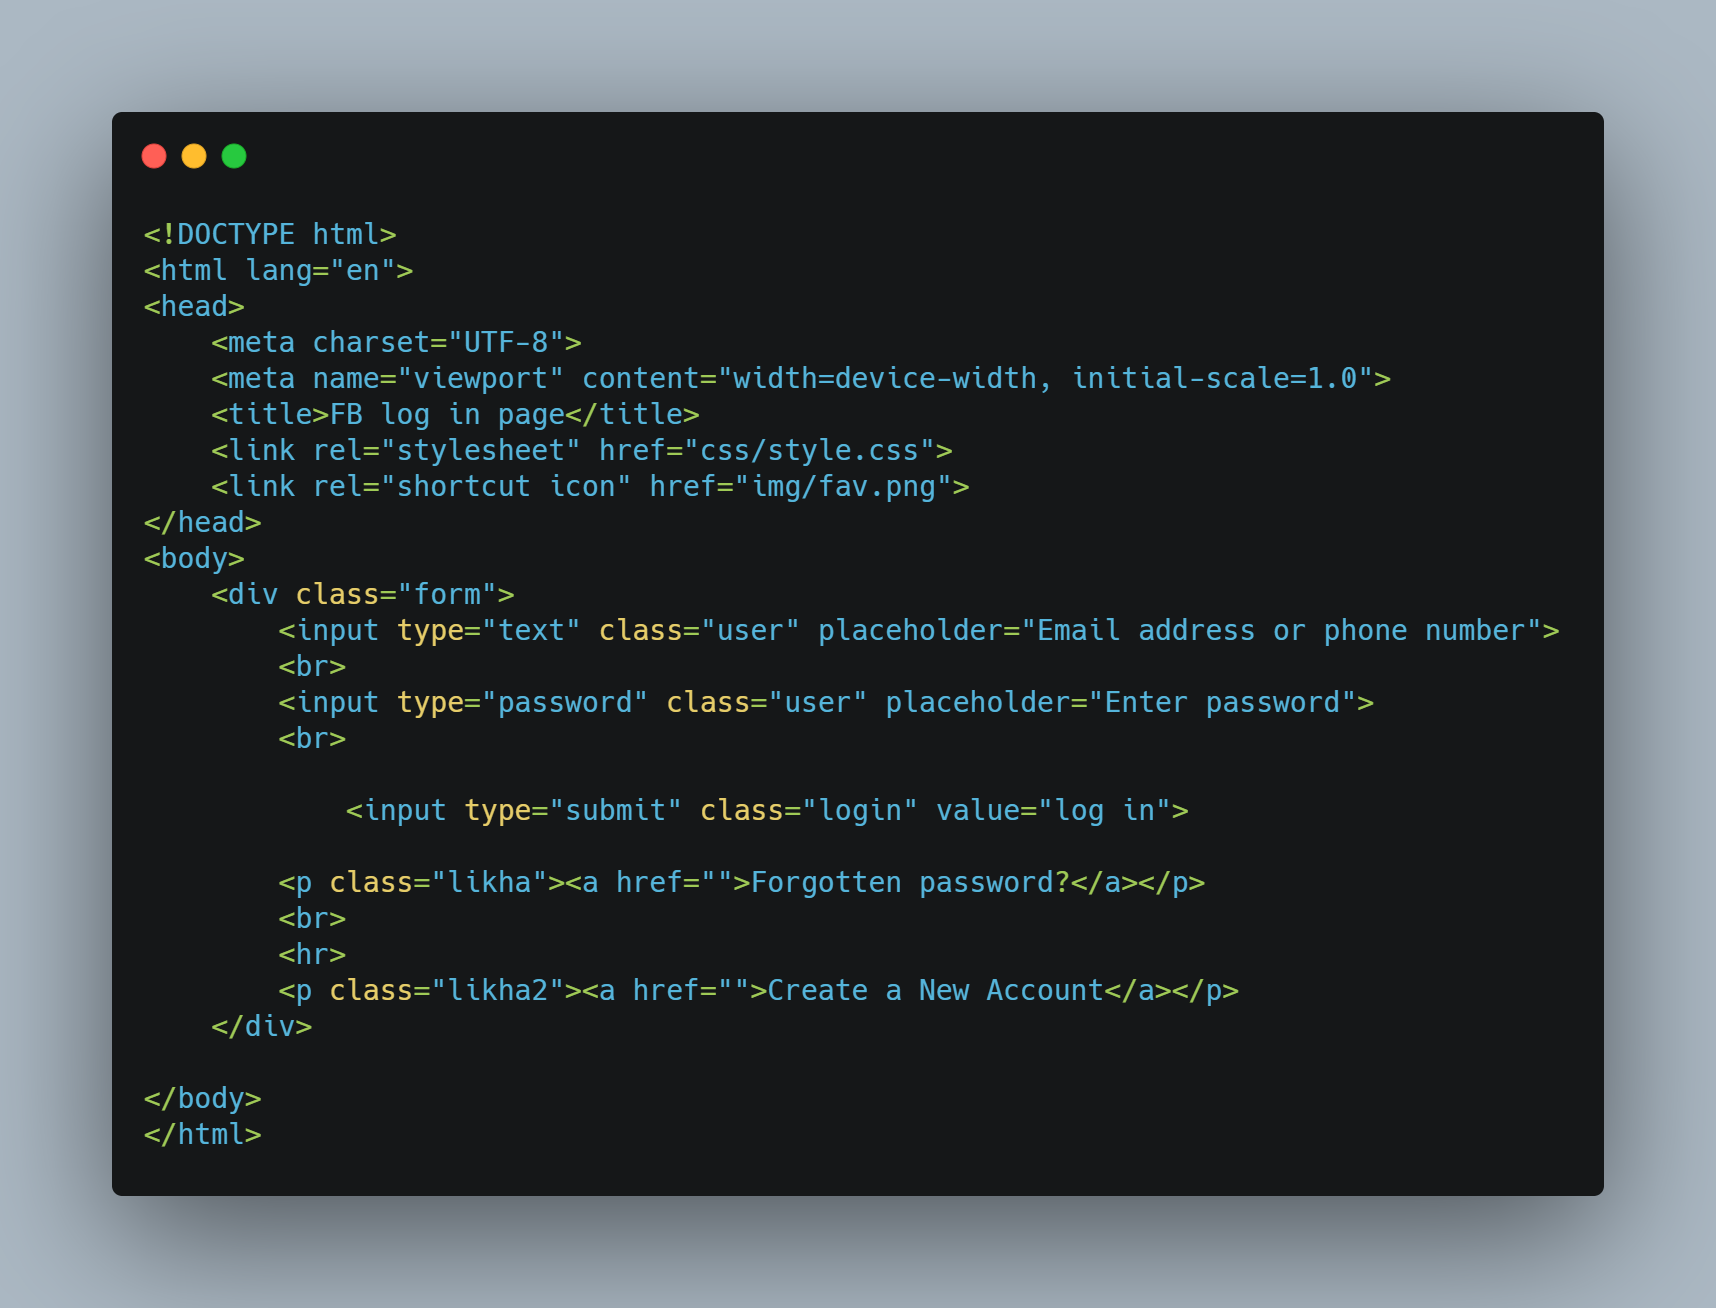 <!DOCTYPE html>
<html lang="en">
<head>
    <meta charset="UTF-8">
    <meta name="viewport" content="width=device-width, initial-scale=1.0">
    <title>FB log in page</title>
    <link rel="stylesheet" href="css/style.css">
    <link rel="shortcut icon" href="img/fav.png">
</head>
<body>
    <div class="form">
        <input type="text" class="user" placeholder="Email address or phone number">
        <br>
        <input type="password" class="user" placeholder="Enter password">
        <br>

            <input type="submit" class="login" value="log in">

        <p class="likha"><a href="">Forgotten password?</a></p>
        <br>
        <hr>
        <p class="likha2"><a href="">Create a New Account</a></p>
    </div>

</body>
</html>